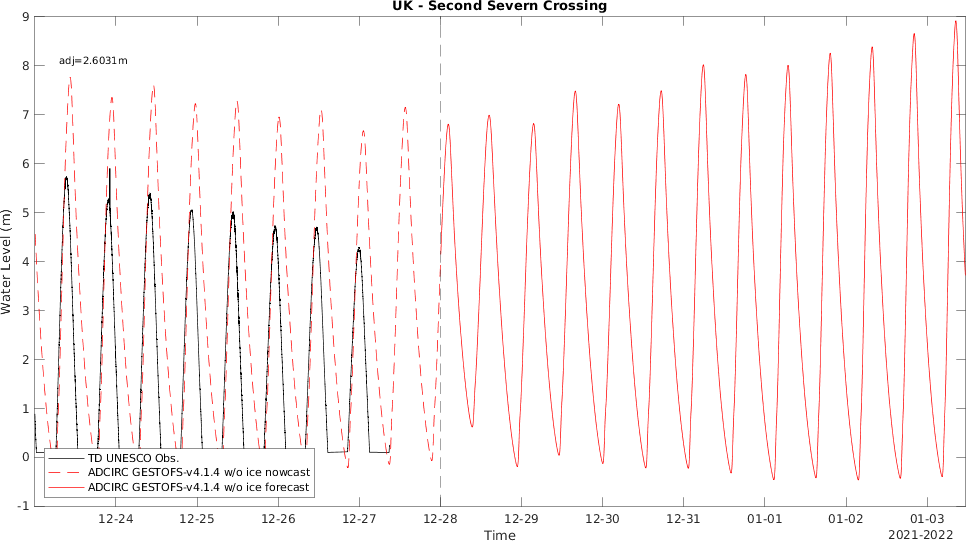 UK - Second Severn Crossing
adj=2.6031m
Water Level (m)
9
8
7
6
5
4
3
2
1
0
-1
TD UNESCO Obs.
ADCIRC GESTOFS-v4.1.4 w/o ice nowcast
ADCIRC GESTOFS-v4.1.4 w/o ice forecast
12-24 12-25 12-26 12-27 12-28 12-29 12-30 12-31 01-01 01-02 01-03
Time
2021-2022